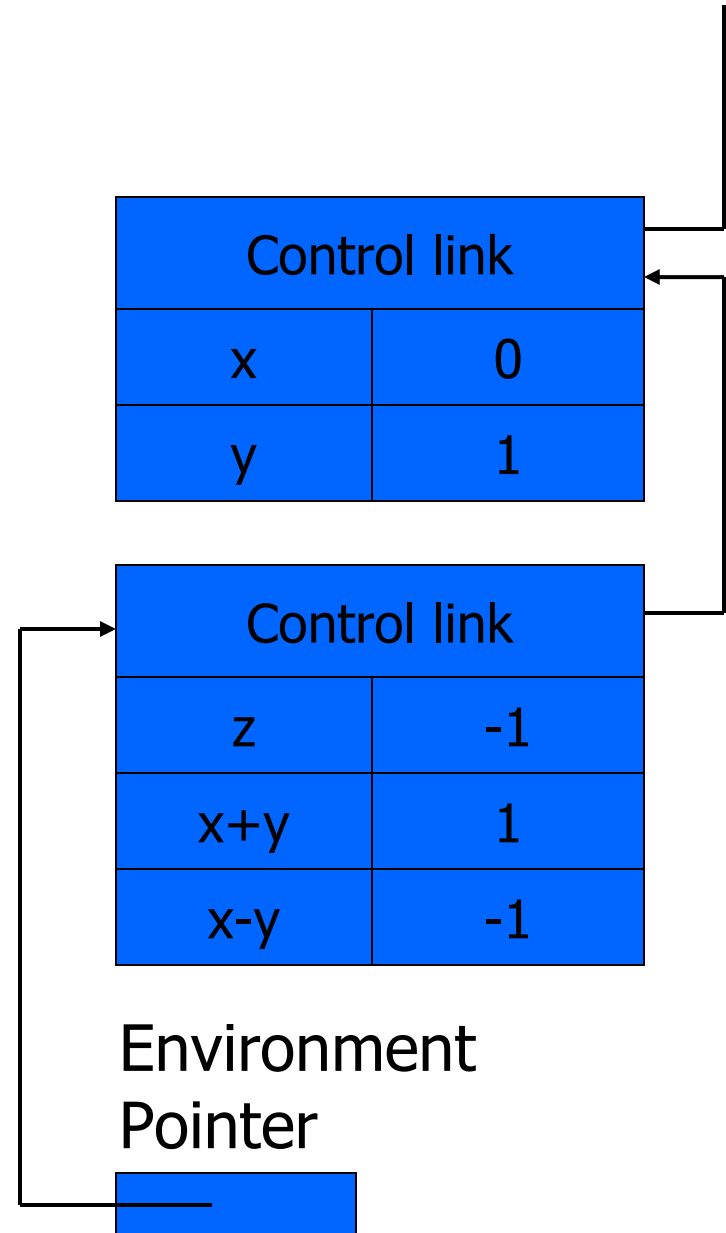 Control link
x 0
y 1
Control link
z -1
x+y 1
x-y -1
Environment
Pointer